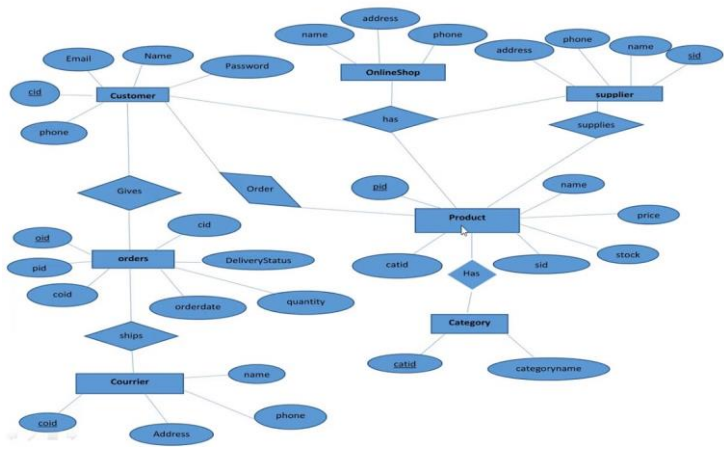 address
name
phone
OnlineShop
phone
address
name
sid
supplier
Email
Name
Password
cid
Customer
phone
has
supplies
Gives
Order
pid
name
Product
price
stock
catid
sid
Has
Category
catid
categoryname
oid
cid
orders
DeliveryStatus
pid
coid
orderdate
quantity
ships
Courrier
name
phone
coid
Address